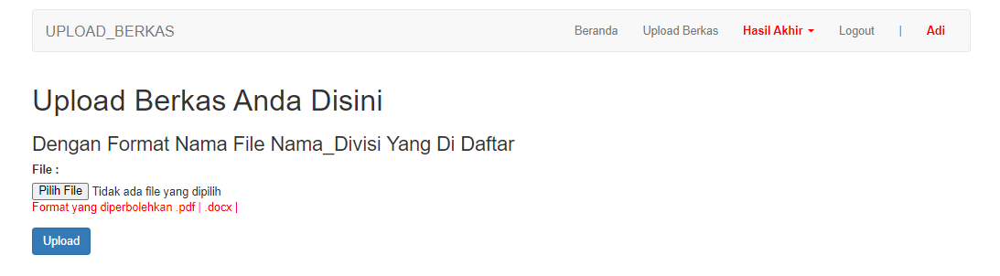 UPLOAD_BERKAS Beranda Upload Berkas Hasil Akhir Logout | Adi
Upload Berkas Anda Disini
Dengan Format Nama File Nama_Divisi Yang Di Daftar
File :
Pilih File Tidak ada file yang dipilih
Format yang diperbolehkan .pdf | .docx |
Upload